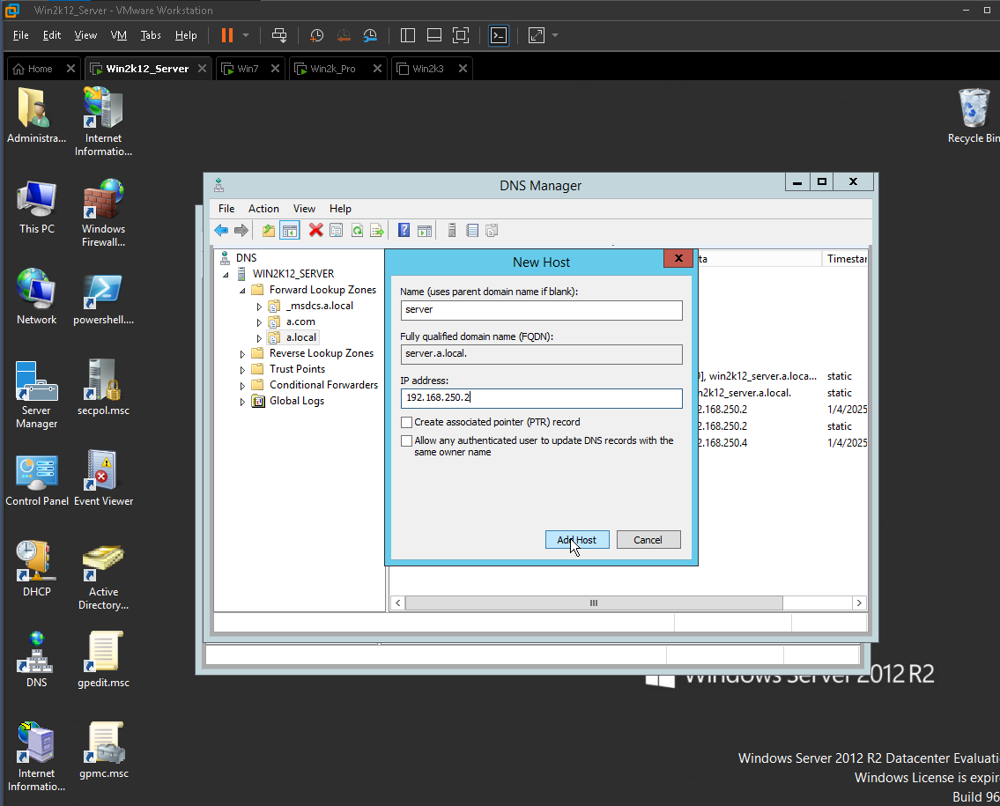 Win2k12_Server - VMware Workstation
File Edit View VM Tabs Help
Home Win2k12_Server Win7 Win2k_Pro Win2k3
Administra...
Internet
Informatio...
Recycle Bin
This PC
Windows
Firewall...
Network
powershell....
Server
Manager
secpol.msc
Control Panel
Event Viewer
DHCP
Active
Directory...
DNS
gpedit.msc
Internet
Informatio...
gpmc.msc
DNS Manager
File Action View Help
DNS
WIN2K12_SERVER
Forward Lookup Zones
_msdcs.a.local
a.com
a.local
Reverse Lookup Zones
Trust Points
Conditional Forwarders
Global Logs
New Host
Name (uses parent domain name if blank):
server
Fully qualified domain name (FQDN):
server.a.local.
IP address:
192.168.250.2
Create associated pointer (PTR) record
Allow any authenticated user to update DNS records with the
same owner name
Add Host Cancel
ta Timestar
], win2k12_server.a.loca... static
n2k12_server.a.local. static
2.168.250.2 1/4/2025
2.168.250.2 static
2.168.250.4 1/4/2025
Windows Server 2012 R2
Windows Server 2012 R2 Datacenter Evaluati
Windows License is expire
Build 96